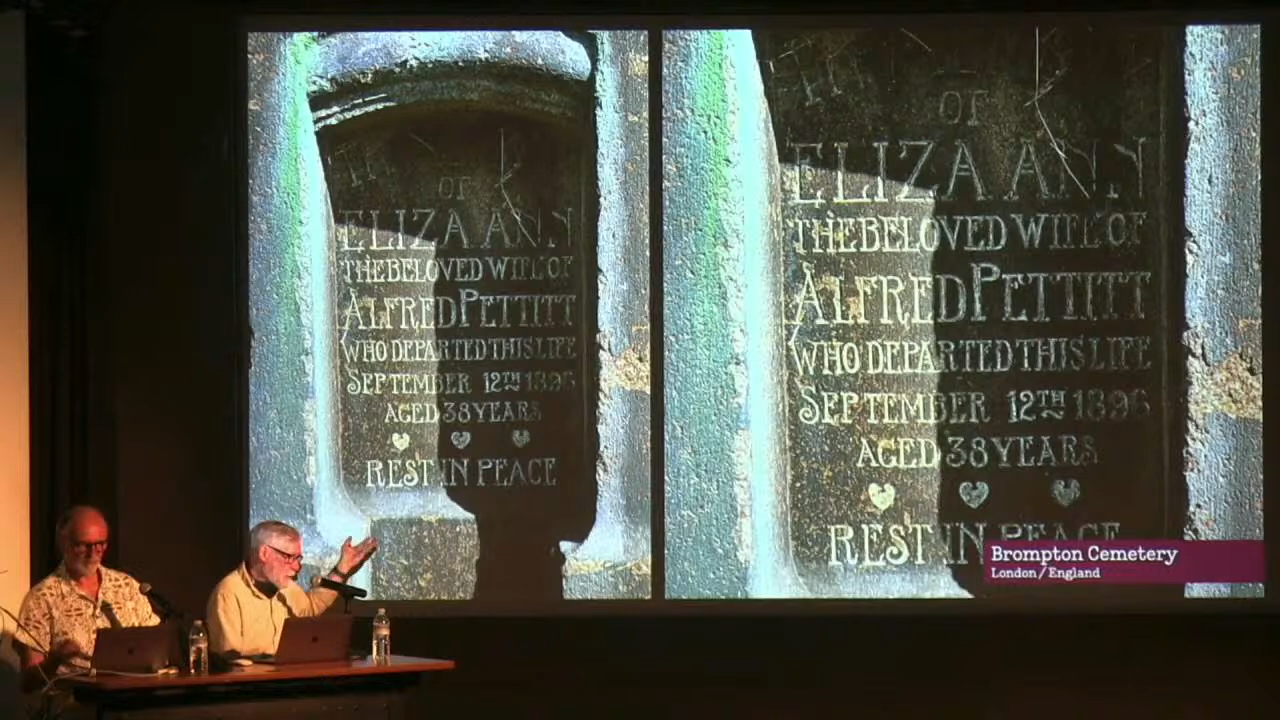 OF
ELIZA ANN
THE BELOVED WIFE OF
ALFRED PETTITT
WHO DEPARTED THIS LIFE
SEPTEMBER 12TH 1896
AGED 38 YEARS
REST IN PEACE
OF
ELIZA ANN
THE BELOVED WIFE OF
ALFRED PETTITT
WHO DEPARTED THIS LIFE
SEPTEMBER 12TH 1896
AGED 38 YEARS
REST IN PEACE
Brompton Cemetery
London/England